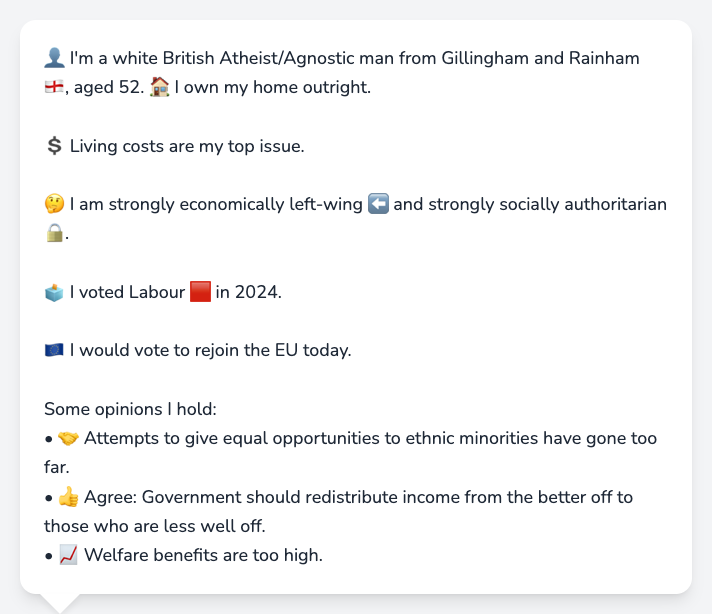 👤 I'm a white British Atheist/Agnostic man from Gillingham and Rainham
🏴󠁧󠁢󠁥󠁮󠁧󠁿, aged 52. 🏠 I own my home outright.
💲 Living costs are my top issue.
🤔 I am strongly economically left-wing ⬅️ and strongly socially authoritarian
🔒.
🗳️ I voted Labour 🟥 in 2024.
🇪🇺 I would vote to rejoin the EU today.
Some opinions I hold:
• 🤝 Attempts to give equal opportunities to ethnic minorities have gone too
far.
• 👍 Agree: Government should redistribute income from the better off to
those who are less well off.
• 📈 Welfare benefits are too high.